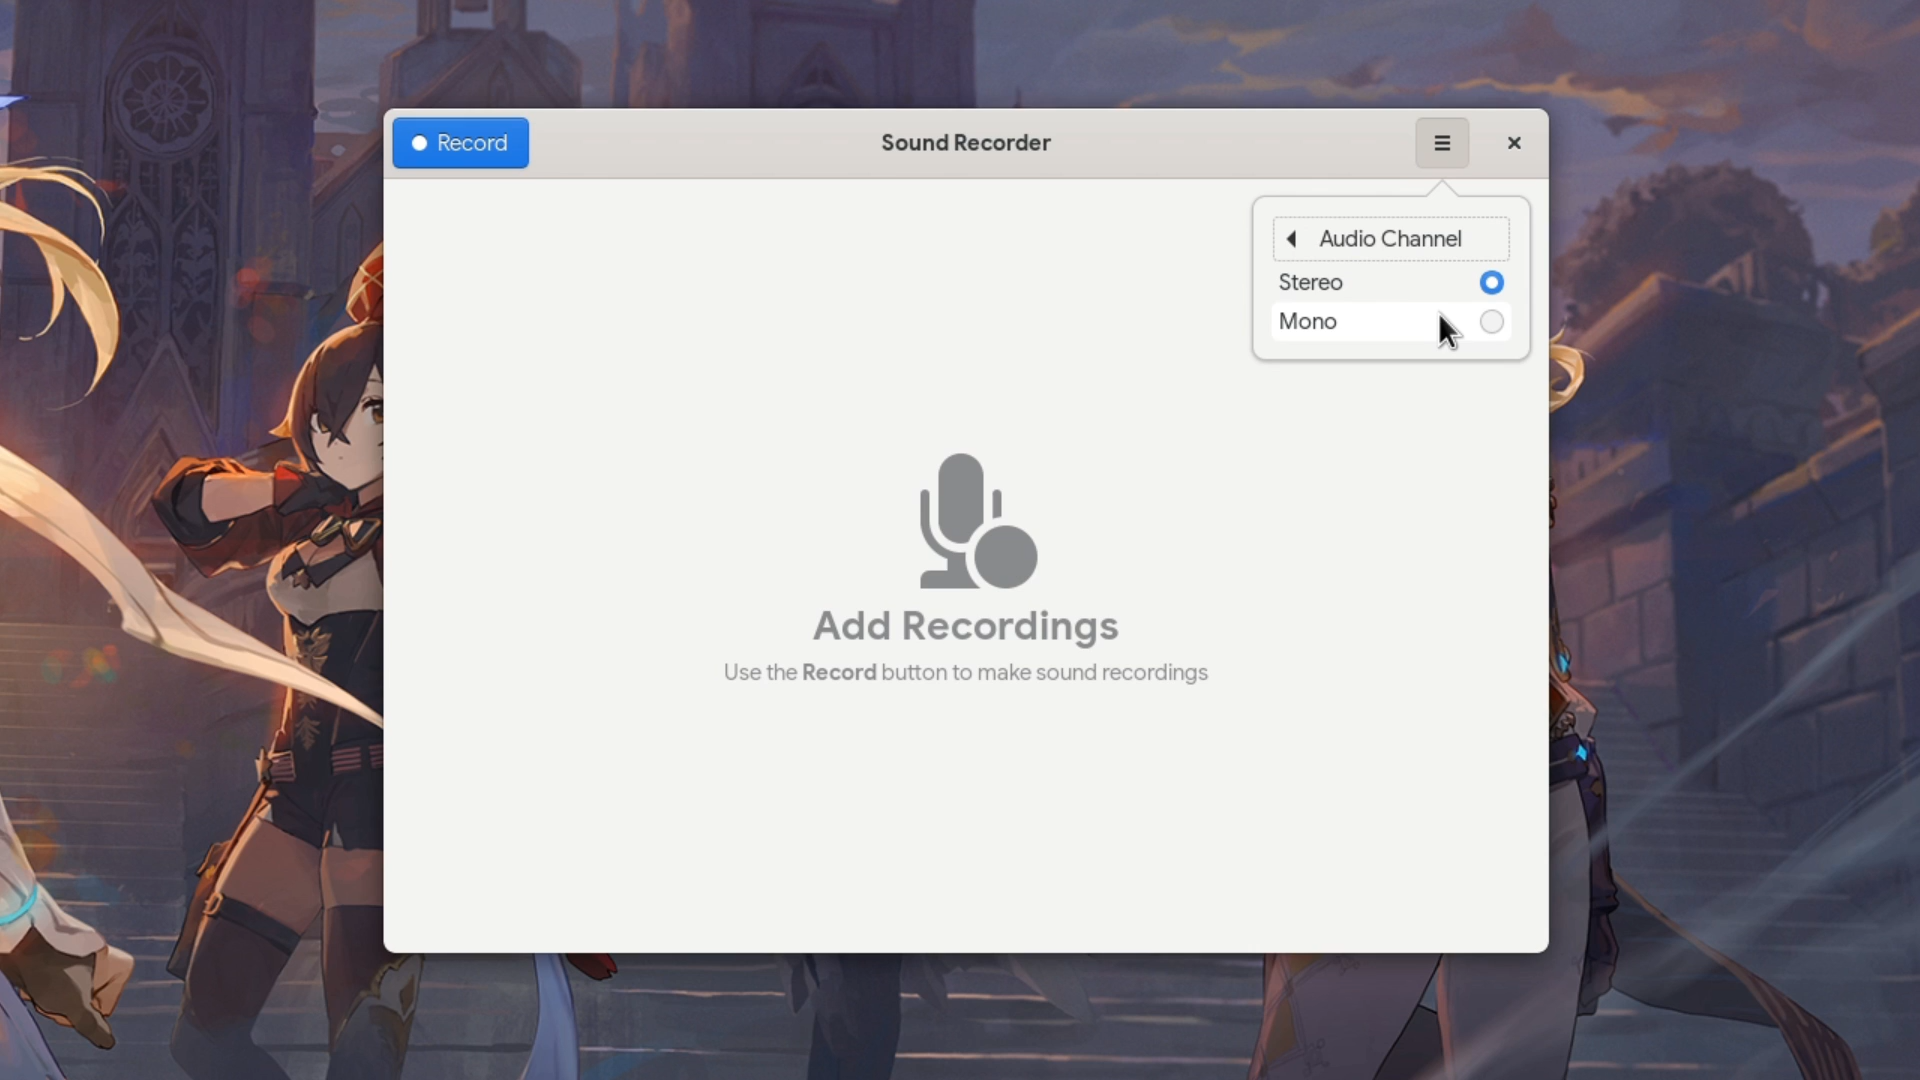 Record
Sound Recorder
Audio Channel
Stereo
Mono
Add Recordings
Use the Record button to make sound recordings